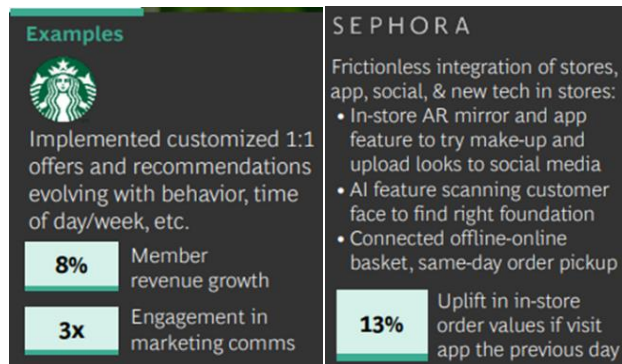 Examples
Implemented customized 1:1
offers and recommendations
evolving with behavior, time
of day/week, etc.
8%
Member
revenue growth
3x
Engagement in
marketing comms
SEPHORA
Frictionless integration of stores,
app, social, & new tech in stores:
• In-store AR mirror and app
feature to try make-up and
upload looks to social media
• AI feature scanning customer
face to find right foundation
• Connected offline-online
basket, same-day order pickup
13%
Uplift in in-store
order values if visit
app the previous day